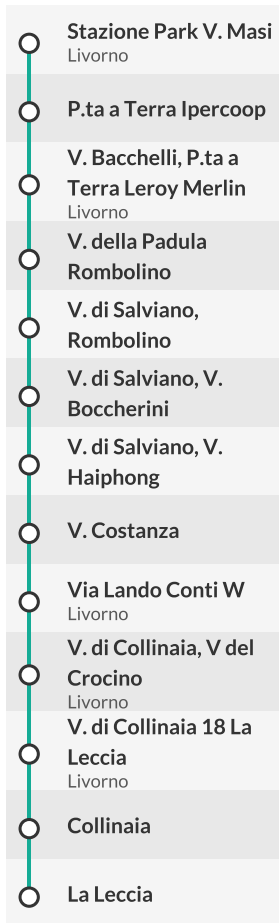 Stazione Park V. Masi
Livorno
P.ta a Terra Ipercoop
V. Bacchelli, P.ta a
Terra Leroy Merlin
Livorno
V. della Padula
Rombolino
V. di Salviano,
Rombolino
V. di Salviano, V.
Boccherini
V. di Salviano, V.
Haiphong
V. Costanza
Via Lando Conti W
Livorno
V. di Collinaia, V del
Crocino
Livorno
V. di Collinaia 18 La
Leccia
Livorno
Collinaia
La Leccia